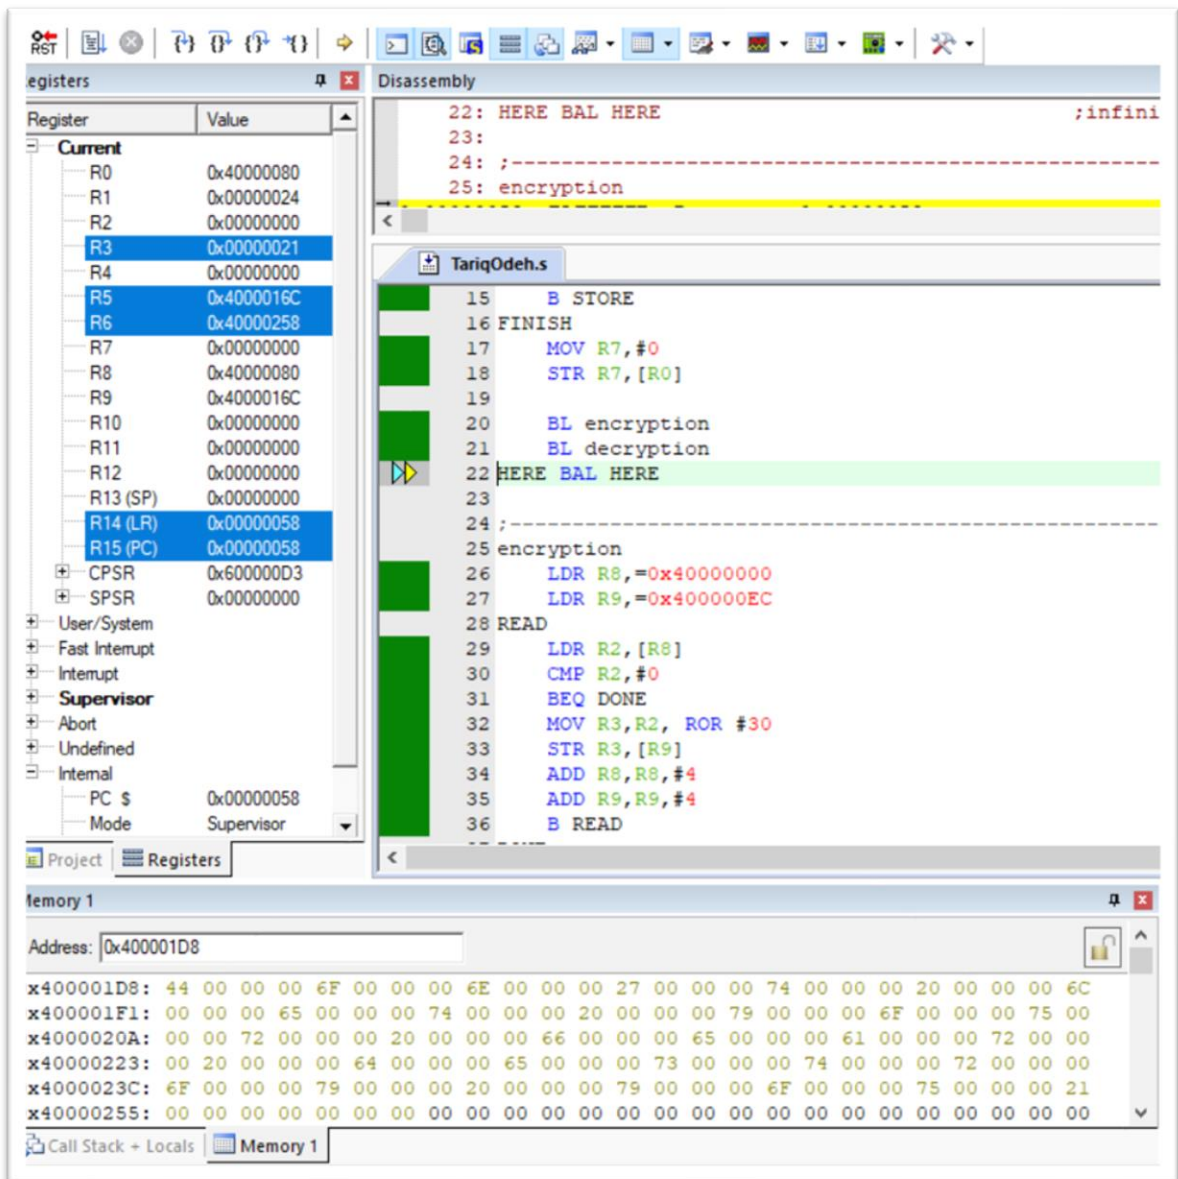 RST
egisters
Register Value
Current
R0 0x40000080
R1 0x00000024
R2 0x00000000
R3 0x00000021
R4 0x00000000
R5 0x4000016C
R6 0x40000258
R7 0x00000000
R8 0x40000080
R9 0x4000016C
R10 0x00000000
R11 0x00000000
R12 0x00000000
R13 (SP) 0x00000000
R14 (LR) 0x00000058
R15 (PC) 0x00000058
CPSR 0x600000D3
SPSR 0x00000000
User/System
Fast Interrupt
Interrupt
Supervisor
Abort
Undefined
Internal
PC $ 0x00000058
Mode Supervisor
Project Registers
Disassembly
22: HERE BAL HERE ;infini
23:
24: ;----------------------------------------------------
25: encryption
TariqOdeh.s
15 B STORE
16 FINISH
17 MOV R7,#0
18 STR R7,[R0]
19
20 BL encryption
21 BL decryption
22 HERE BAL HERE
23
24 ;----------------------------------------------------
25 encryption
26 LDR R8,=0x40000000
27 LDR R9,=0x400000EC
28 READ
29 LDR R2,[R8]
30 CMP R2,#0
31 BEQ DONE
32 MOV R3,R2, ROR #30
33 STR R3,[R9]
34 ADD R8,R8,#4
35 ADD R9,R9,#4
36 B READ
Memory 1
Address: 0x400001D8
x400001D8: 44 00 00 00 6F 00 00 00 6E 00 00 00 27 00 00 00 74 00 00 00 20 00 00 00 6C
x400001F1: 00 00 00 65 00 00 00 74 00 00 00 20 00 00 00 79 00 00 00 6F 00 00 00 75 00
x4000020A: 00 00 72 00 00 00 20 00 00 00 66 00 00 00 65 00 00 00 61 00 00 00 72 00 00
x40000223: 00 20 00 00 00 64 00 00 00 65 00 00 00 73 00 00 00 74 00 00 00 72 00 00 00
x4000023C: 6F 00 00 00 79 00 00 00 20 00 00 00 79 00 00 00 6F 00 00 00 75 00 00 00 21
x40000255: 00 00 00 00 00 00 00 00 00 00 00 00 00 00 00 00 00 00 00 00 00 00 00 00 00
Call Stack + Locals Memory 1